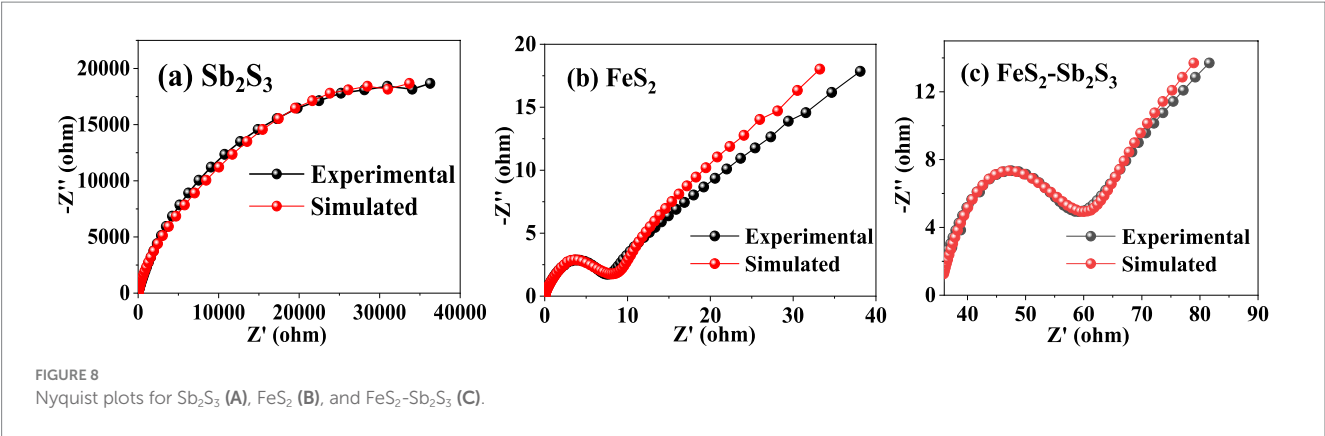 (a) Sb₂S₃
20000
15000
10000
5000
0
-Z'' (ohm)
Experimental
Simulated
0 10000 20000 30000 40000
Z' (ohm)
(b) FeS₂
20
15
10
5
0
-Z'' (ohm)
Experimental
Simulated
0 10 20 30 40
Z' (ohm)
(c) FeS₂-Sb₂S₃
12
8
4
0
-Z'' (ohm)
Experimental
Simulated
40 50 60 70 80 90
Z' (ohm)
FIGURE 8
Nyquist plots for Sb₂S₃ (A), FeS₂ (B), and FeS₂-Sb₂S₃ (C).